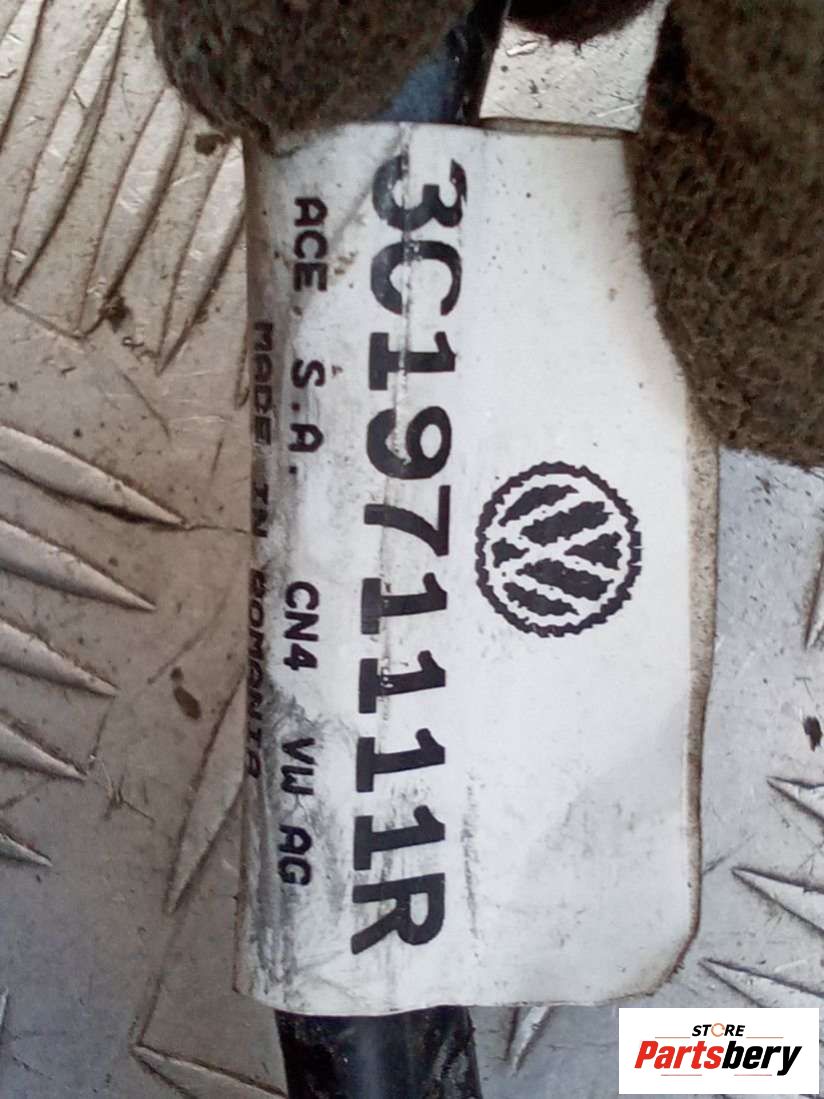 3C1971111R
ACE. S.A. CN4 VW AG
MADE IN ROMANIA
STORE
Partsbery